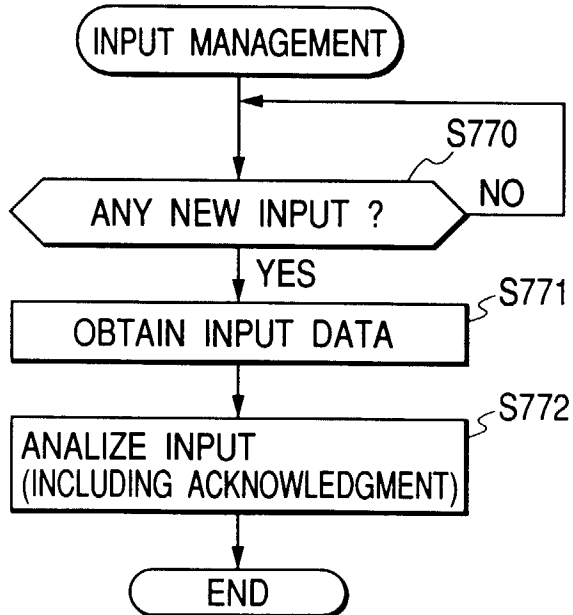 INPUT MANAGEMENT
S770
ANY NEW INPUT ?
NO
YES
S771
OBTAIN INPUT DATA
S772
ANALIZE INPUT
(INCLUDING ACKNOWLEDGMENT)
END